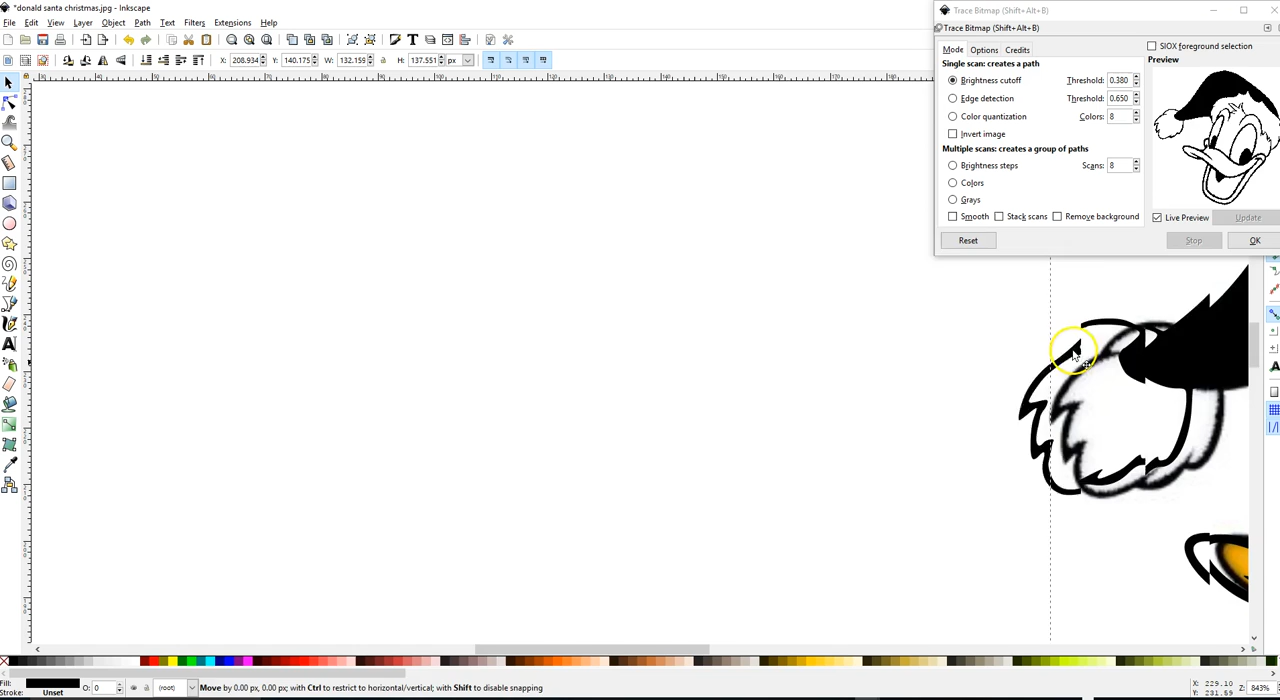 *donald santa christmas.jpg - Inkscape
File Edit View Layer Object Path Text Filters Extensions Help
X: 208.934 Y: 140.175 W: 132.159 H: 137.551 px
Trace Bitmap (Shift+Alt+B)
Trace Bitmap (Shift+Alt+B)
Mode Options Credits
SIOX foreground selection
Single scan: creates a path
Preview
Brightness cutoff Threshold: 0.380
Edge detection Threshold: 0.650
Color quantization Colors: 8
Invert image
Multiple scans: creates a group of paths
Brightness steps Scans: 8
Colors
Grays
Smooth Stack scans Remove background
Live Preview Update
Reset Stop OK
Fill:
Stroke: Unset
O: 0
(root)
Move by 0.00 px, 0.00 px; with Ctrl to restrict to horizontal/vertical; with Shift to disable snapping
X: 229.10
Y: 231.59
Z: 843%